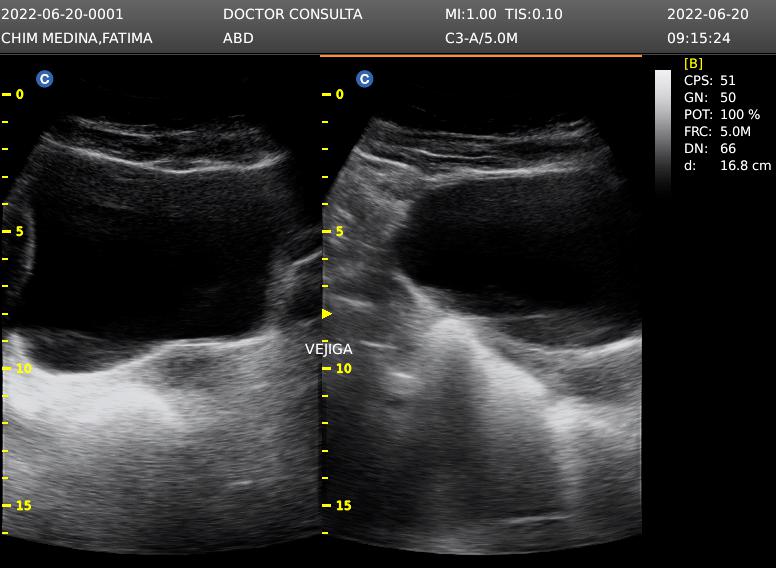 2022-06-20-0001 DOCTOR CONSULTA MI:1.00 TIS:0.10 2022-06-20
CHIM MEDINA,FATIMA ABD C3-A/5.0M 09:15:24
C C [B]
0 0 CPS: 51
GN: 50
POT: 100 %
FRC: 5.0M
DN: 66
d: 16.8 cm
5 5
VEJIGA
10 10
15 15